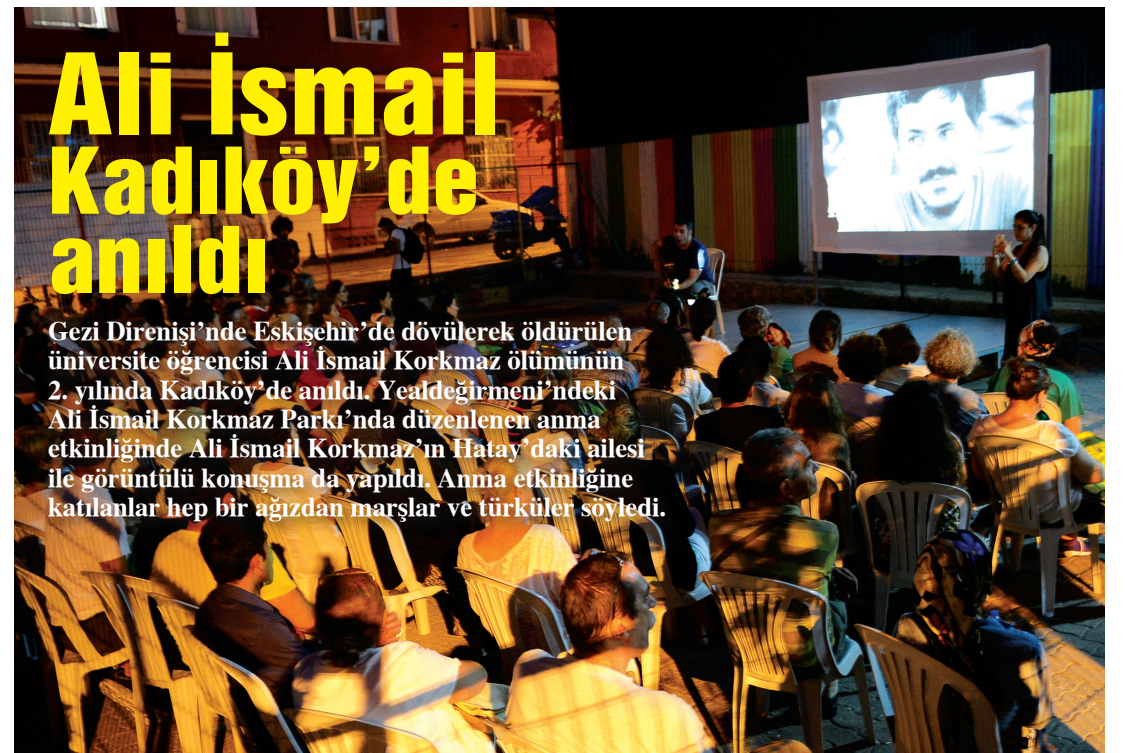 Ali İsmail
Kadıköy’de
anıldı
Gezi Direnişi’nde Eskişehir’de dövülerek öldürülen
üniversite öğrencisi Ali İsmail Korkmaz ölümünün
2. yılında Kadıköy’de anıldı. Yealdeğirmeni’ndeki
Ali İsmail Korkmaz Parkı’nda düzenlenen anma
etkinliğinde Ali İsmail Korkmaz’ın Hatay’daki ailesi
ile görüntülü konuşma da yapıldı. Anma etkinliğine
katılanlar hep bir ağızdan marşlar ve türküler söyledi.